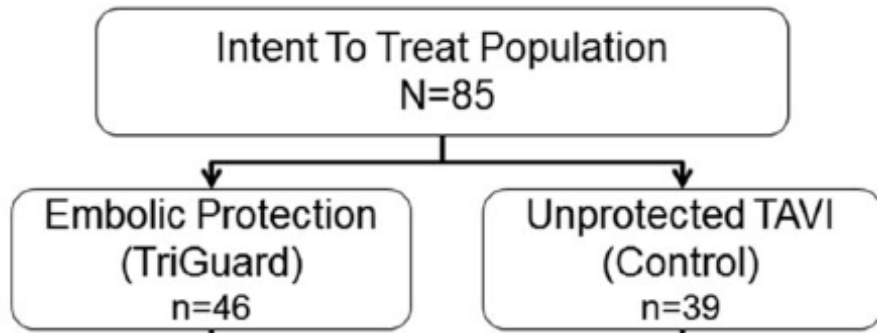 Intent To Treat Population
N=85
Embolic Protection
(TriGuard)
n=46
Unprotected TAVI
(Control)
n=39